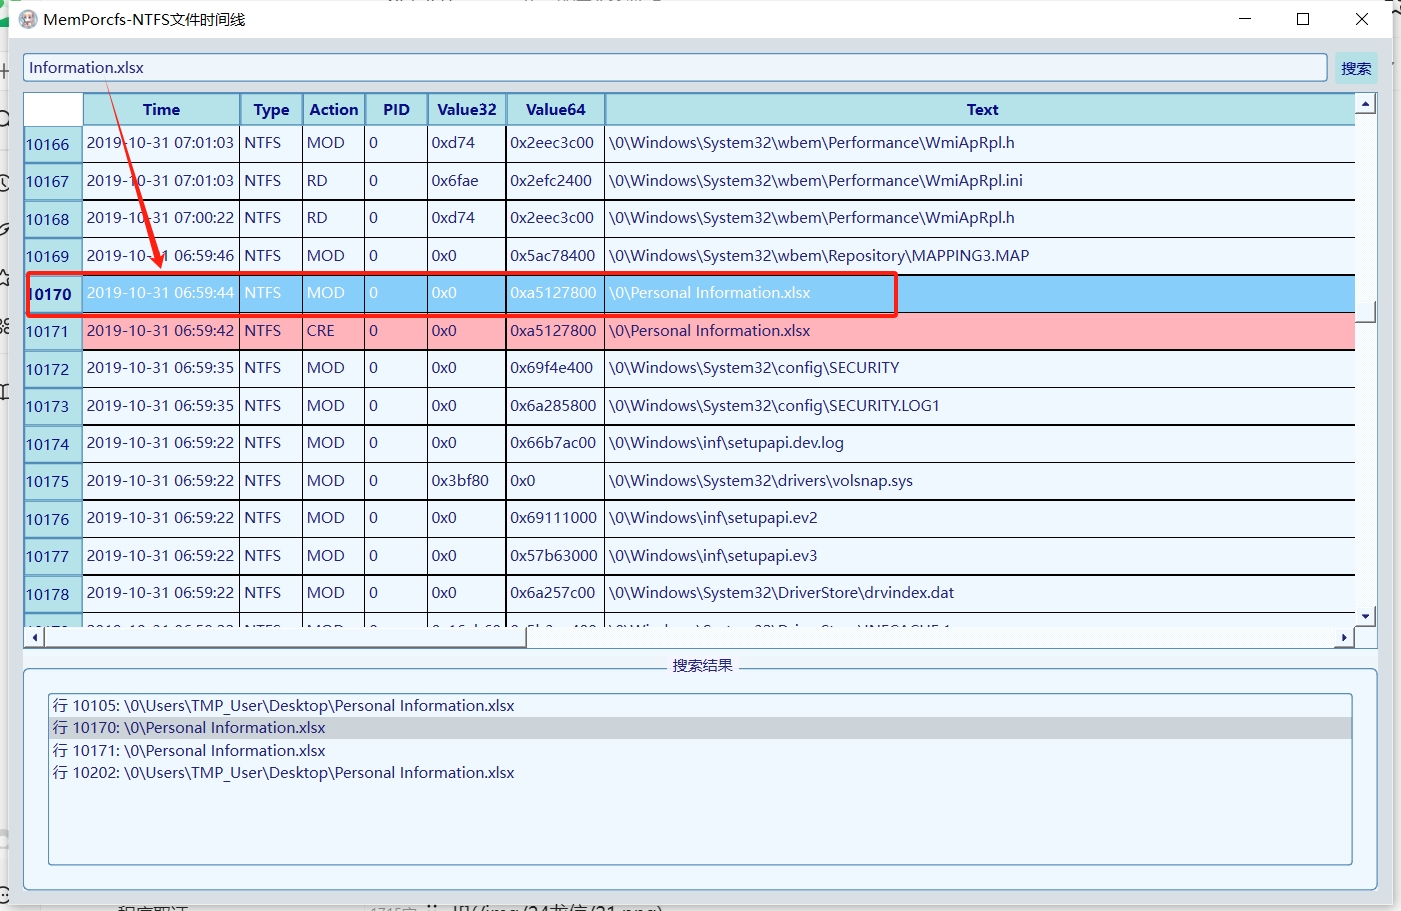 MemPorcfs-NTFS文件时间线
Information.xlsx 搜索
Time Type Action PID Value32 Value64 Text
10166 2019-10-31 07:01:03 NTFS MOD 0 0xd74 0x2eec3c00 \0\Windows\System32\wbem\Performance\WmiApRpl.h
10167 2019-10-31 07:01:03 NTFS RD 0 0x6fae 0x2efc2400 \0\Windows\System32\wbem\Performance\WmiApRpl.ini
10168 2019-10-31 07:00:22 NTFS RD 0 0xd74 0x2eec3c00 \0\Windows\System32\wbem\Performance\WmiApRpl.h
10169 2019-10-31 06:59:46 NTFS MOD 0 0x0 0x5ac78400 \0\Windows\System32\wbem\Repository\MAPPING3.MAP
10170 2019-10-31 06:59:44 NTFS MOD 0 0x0 0xa5127800 \0\Personal Information.xlsx
10171 2019-10-31 06:59:42 NTFS CRE 0 0x0 0xa5127800 \0\Personal Information.xlsx
10172 2019-10-31 06:59:35 NTFS MOD 0 0x0 0x69f4e400 \0\Windows\System32\config\SECURITY
10173 2019-10-31 06:59:35 NTFS MOD 0 0x0 0x6a285800 \0\Windows\System32\config\SECURITY.LOG1
10174 2019-10-31 06:59:22 NTFS MOD 0 0x0 0x66b7ac00 \0\Windows\inf\setupapi.dev.log
10175 2019-10-31 06:59:22 NTFS MOD 0 0x3bf80 0x0 \0\Windows\System32\drivers\volsnap.sys
10176 2019-10-31 06:59:22 NTFS MOD 0 0x0 0x69111000 \0\Windows\inf\setupapi.ev2
10177 2019-10-31 06:59:22 NTFS MOD 0 0x0 0x57b63000 \0\Windows\inf\setupapi.ev3
10178 2019-10-31 06:59:22 NTFS MOD 0 0x0 0x6a257c00 \0\Windows\System32\DriverStore\drvindex.dat
搜索结果
行 10105: \0\Users\TMP_User\Desktop\Personal Information.xlsx
行 10170: \0\Personal Information.xlsx
行 10171: \0\Personal Information.xlsx
行 10202: \0\Users\TMP_User\Desktop\Personal Information.xlsx